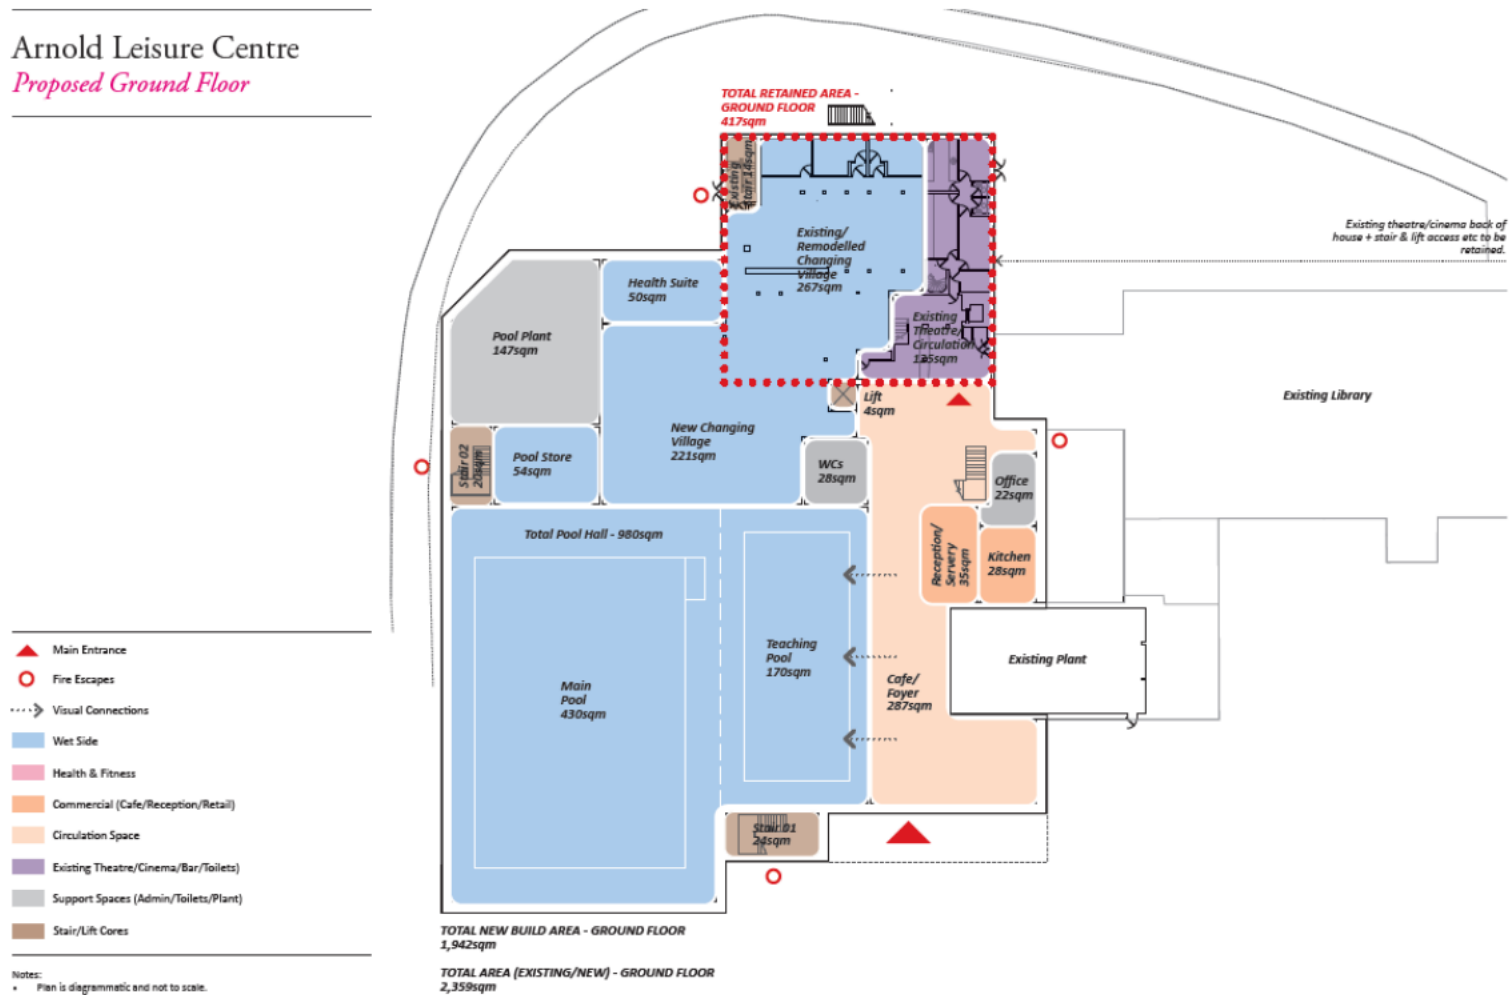 Arnold Leisure Centre
Proposed Ground Floor
TOTAL RETAINED AREA -
GROUND FLOOR
417sqm
Existing
Stair 14sqm
Existing/
Remodelled
Changing
Village
267sqm
Existing theatre/cinema back of
house + stair & lift access etc to be
retained.
Health Suite
50sqm
Pool Plant
147sqm
Existing
Theatre/
Circulation
135sqm
Existing Library
Lift
4sqm
New Changing
Village
221sqm
Stair 02
20sqm
Pool Store
54sqm
WCs
28sqm
Office
22sqm
Total Pool Hall - 980sqm
Reception/
Servery
35sqm
Kitchen
28sqm
Teaching
Pool
170sqm
Existing Plant
Main
Pool
430sqm
Cafe/
Foyer
287sqm
Stair 01
24sqm
Main Entrance
Fire Escapes
Visual Connections
Wet Side
Health & Fitness
Commercial (Cafe/Reception/Retail)
Circulation Space
Existing Theatre/Cinema/Bar/Toilets)
Support Spaces (Admin/Toilets/Plant)
Stair/Lift Cores
TOTAL NEW BUILD AREA - GROUND FLOOR
1,942sqm
TOTAL AREA (EXISTING/NEW) - GROUND FLOOR
2,359sqm
Notes:
• Plan is diagrammatic and not to scale.